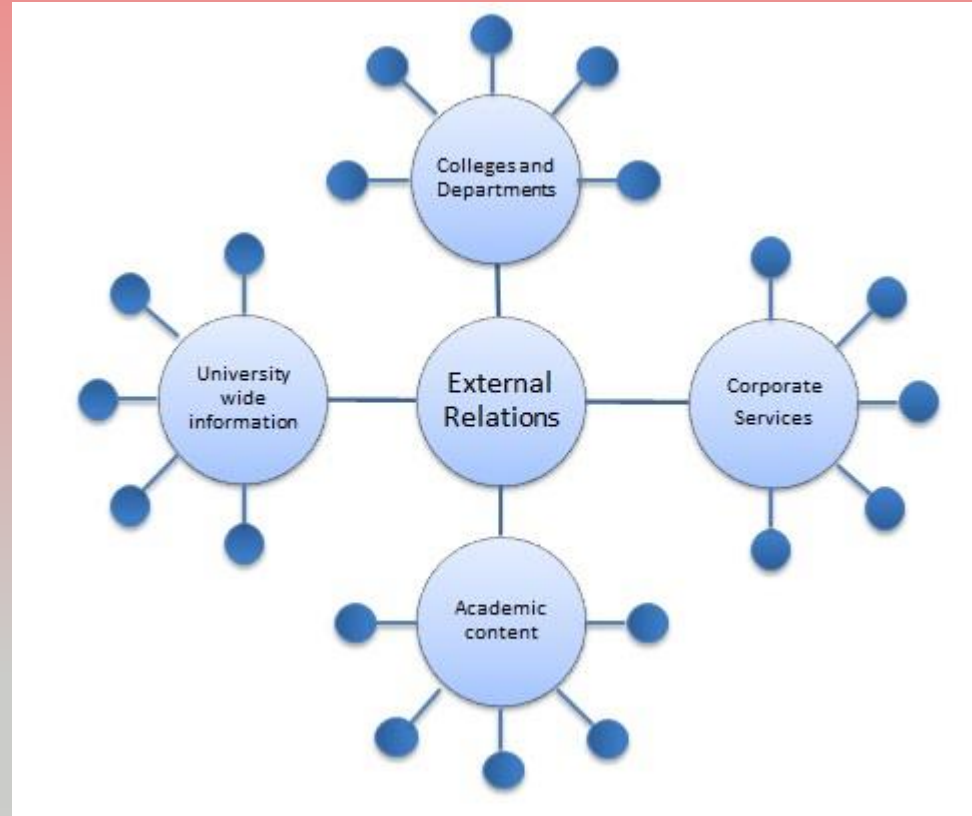 Colleges and
Departments
University
wide
information
External
Relations
Corporate
Services
Academic
content